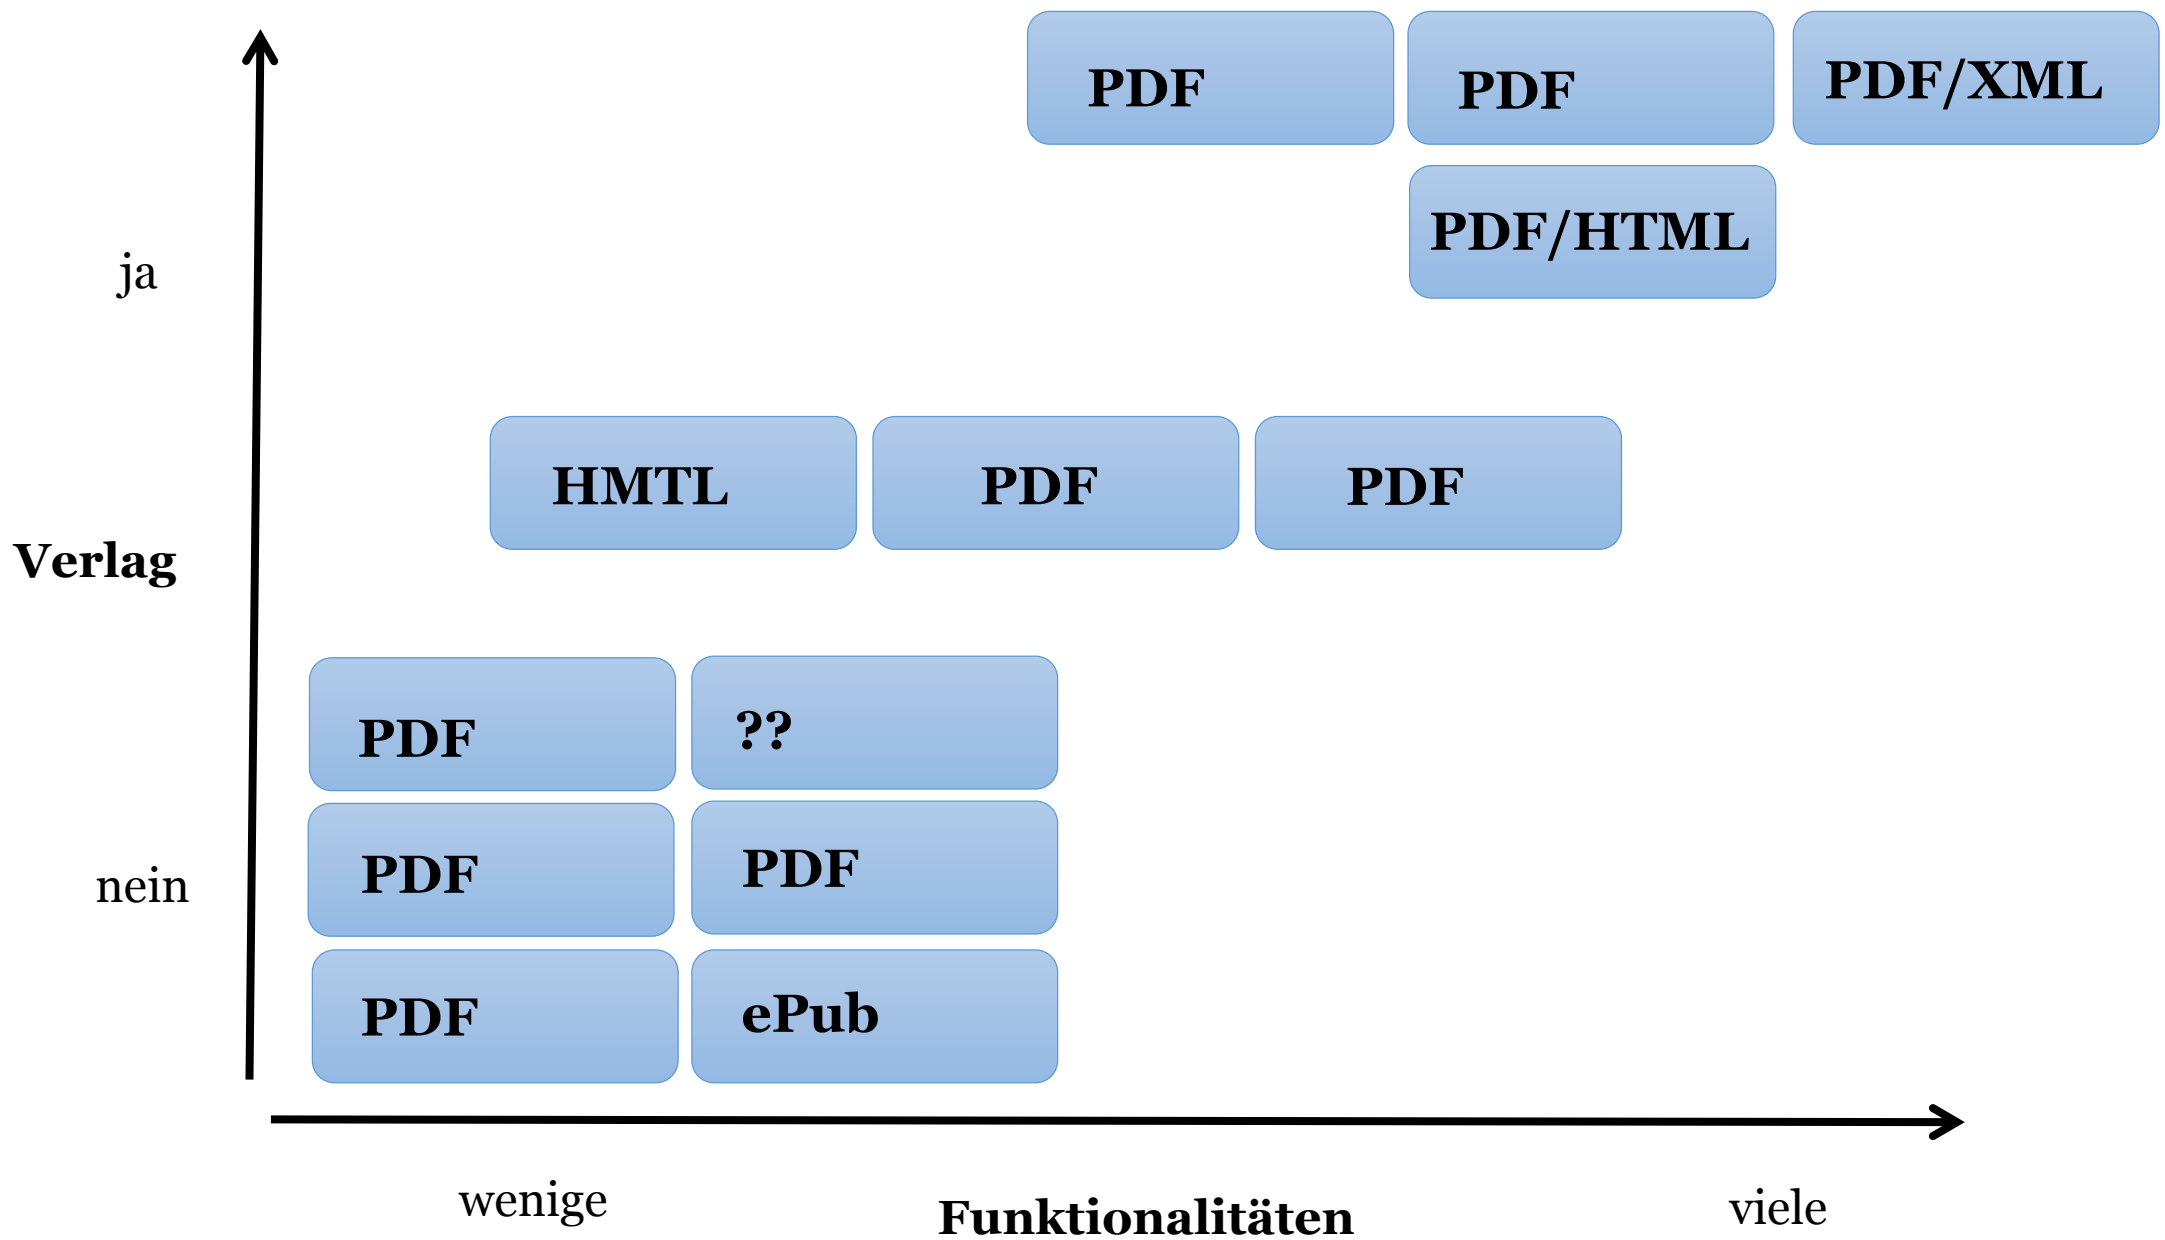 PDF PDF PDF/XML
PDF/HTML
ja
HMTL PDF PDF
Verlag
PDF ??
PDF PDF
nein
PDF ePub
wenige Funktionalitäten viele